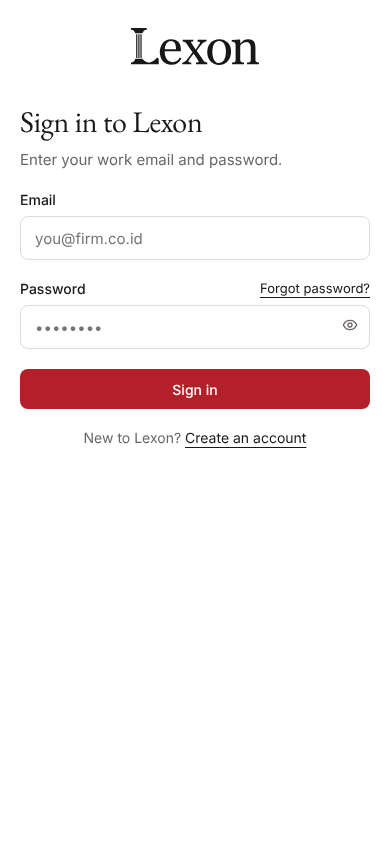 Lexon
Sign in to Lexon
Enter your work email and password.
Email
you@firm.co.id
Password Forgot password?
••••••••
Sign in
New to Lexon? Create an account